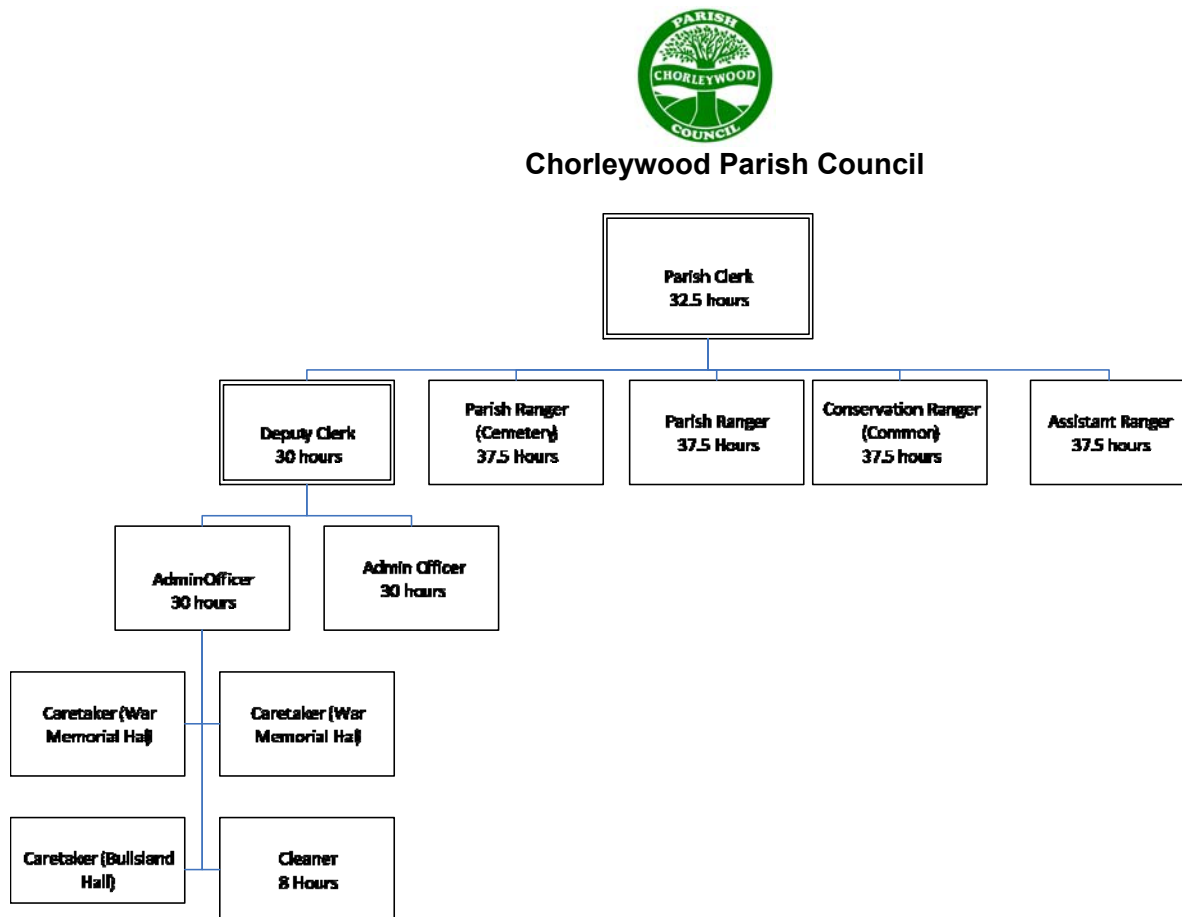 PARISH
CHORLEYWOOD
COUNCIL
Chorleywood Parish Council
Parish Clerk
32.5 hours
Deputy Clerk
30 hours
Parish Ranger
(Cemetery)
37.5 Hours
Parish Ranger
37.5 Hours
Conservation Ranger
(Common)
37.5 hours
Assistant Ranger
37.5 hours
Admin Officer
30 hours
Admin Officer
30 hours
Caretaker (War
Memorial Hall)
Caretaker (War
Memorial Hall)
Caretaker (Bullsland
Hall)
Cleaner
8 Hours